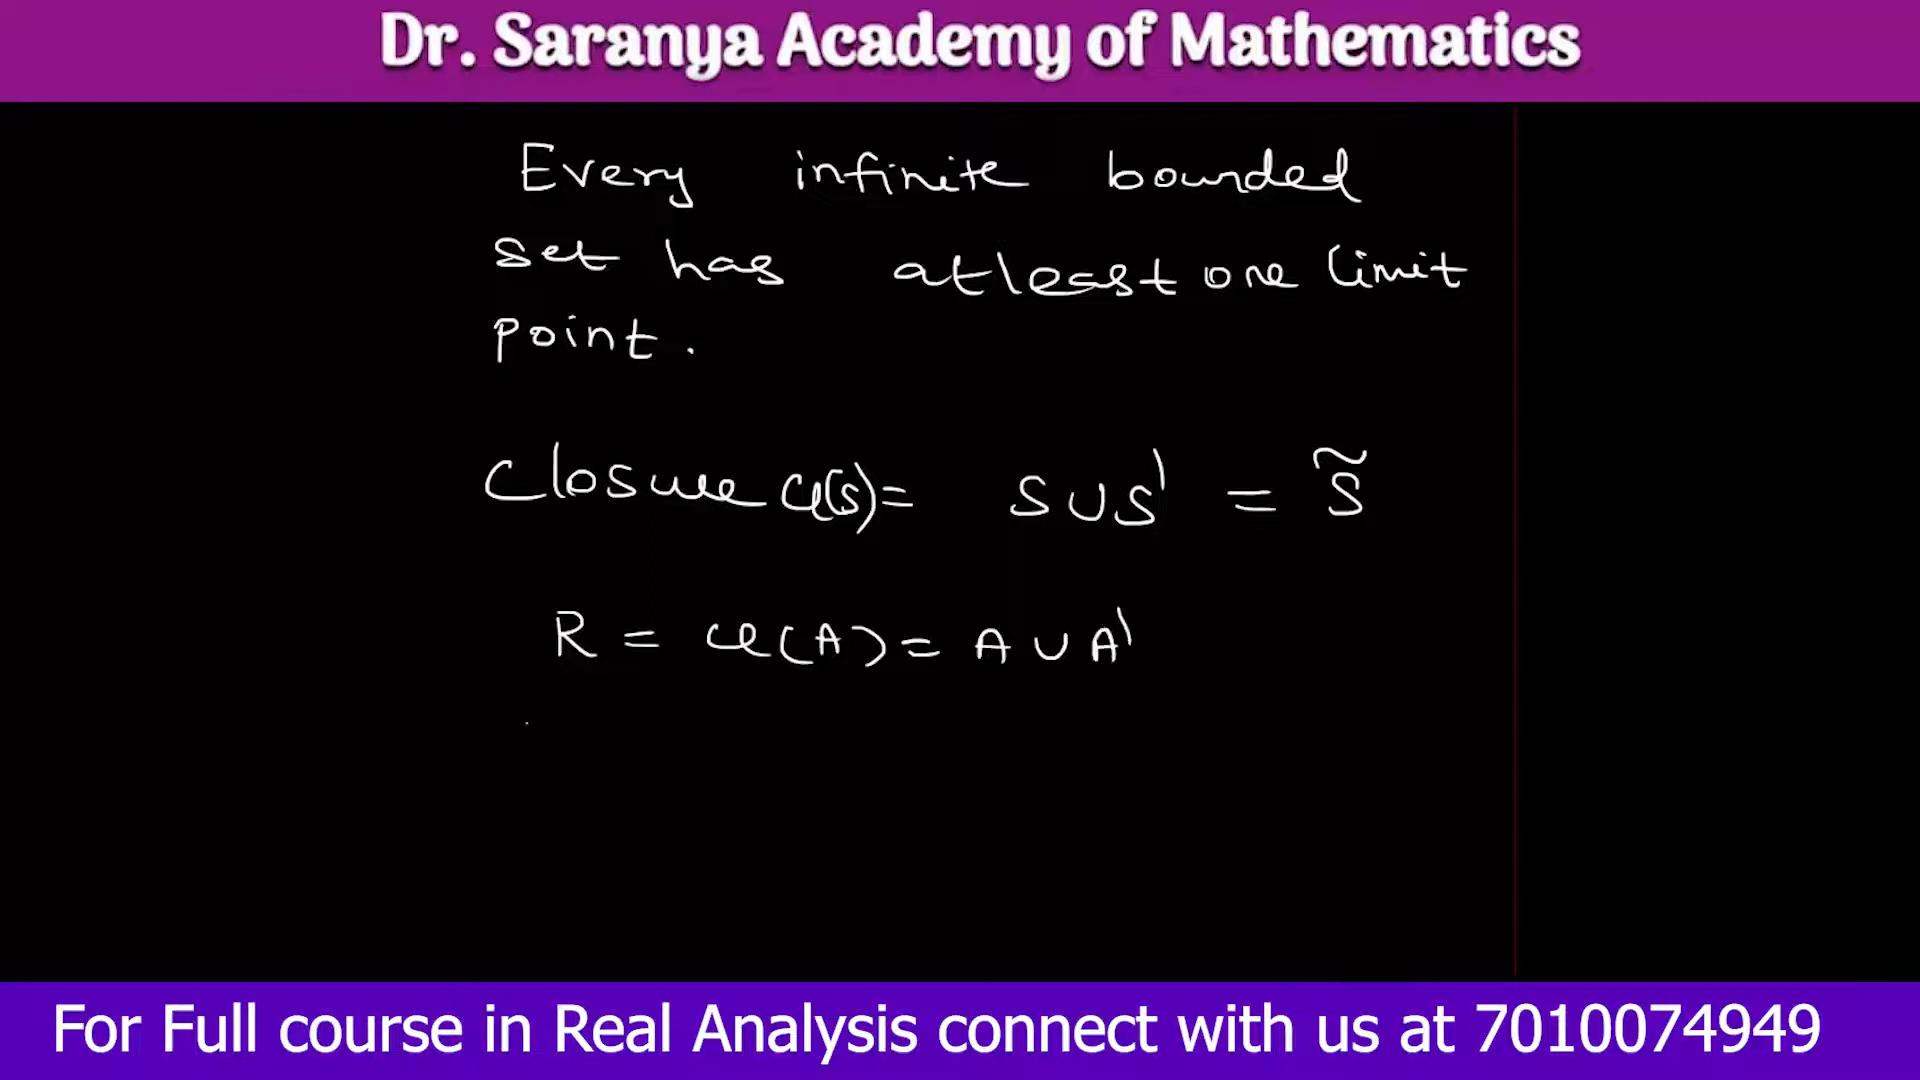 Dr. Saranya Academy of Mathematics
Every infinite bounded
set has atleast one limit
point.
Closure Cl(S) = S ∪ S' = S̃
R = Cl(A) = A ∪ A'
For Full course in Real Analysis connect with us at 7010074949